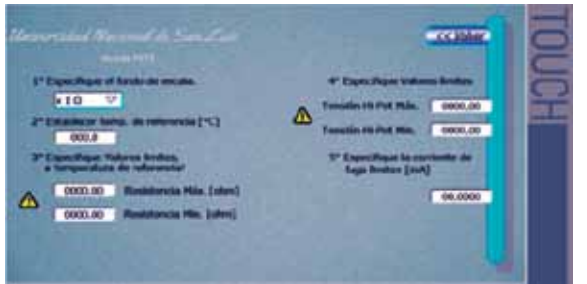 Universidad Nacional de San Luis
<<Volver
1° Especifique el fondo de escala.
x 1 Ω
2° Establecer temp. de referencia [°C]
000.0
3° Especifique Valores límites,
a temperatura de referencia!
0000.00 Resistencia Máx. [ohm]
0000.00 Resistencia Mín. [ohm]
4° Especifique Valores límites
Tensión Hi-Pot Máx. 0000,00
Tensión Hi-Pot Mín. 0000,00
5° Especifique la corriente de
fuga límites [mA]
00.0000
TOUCH